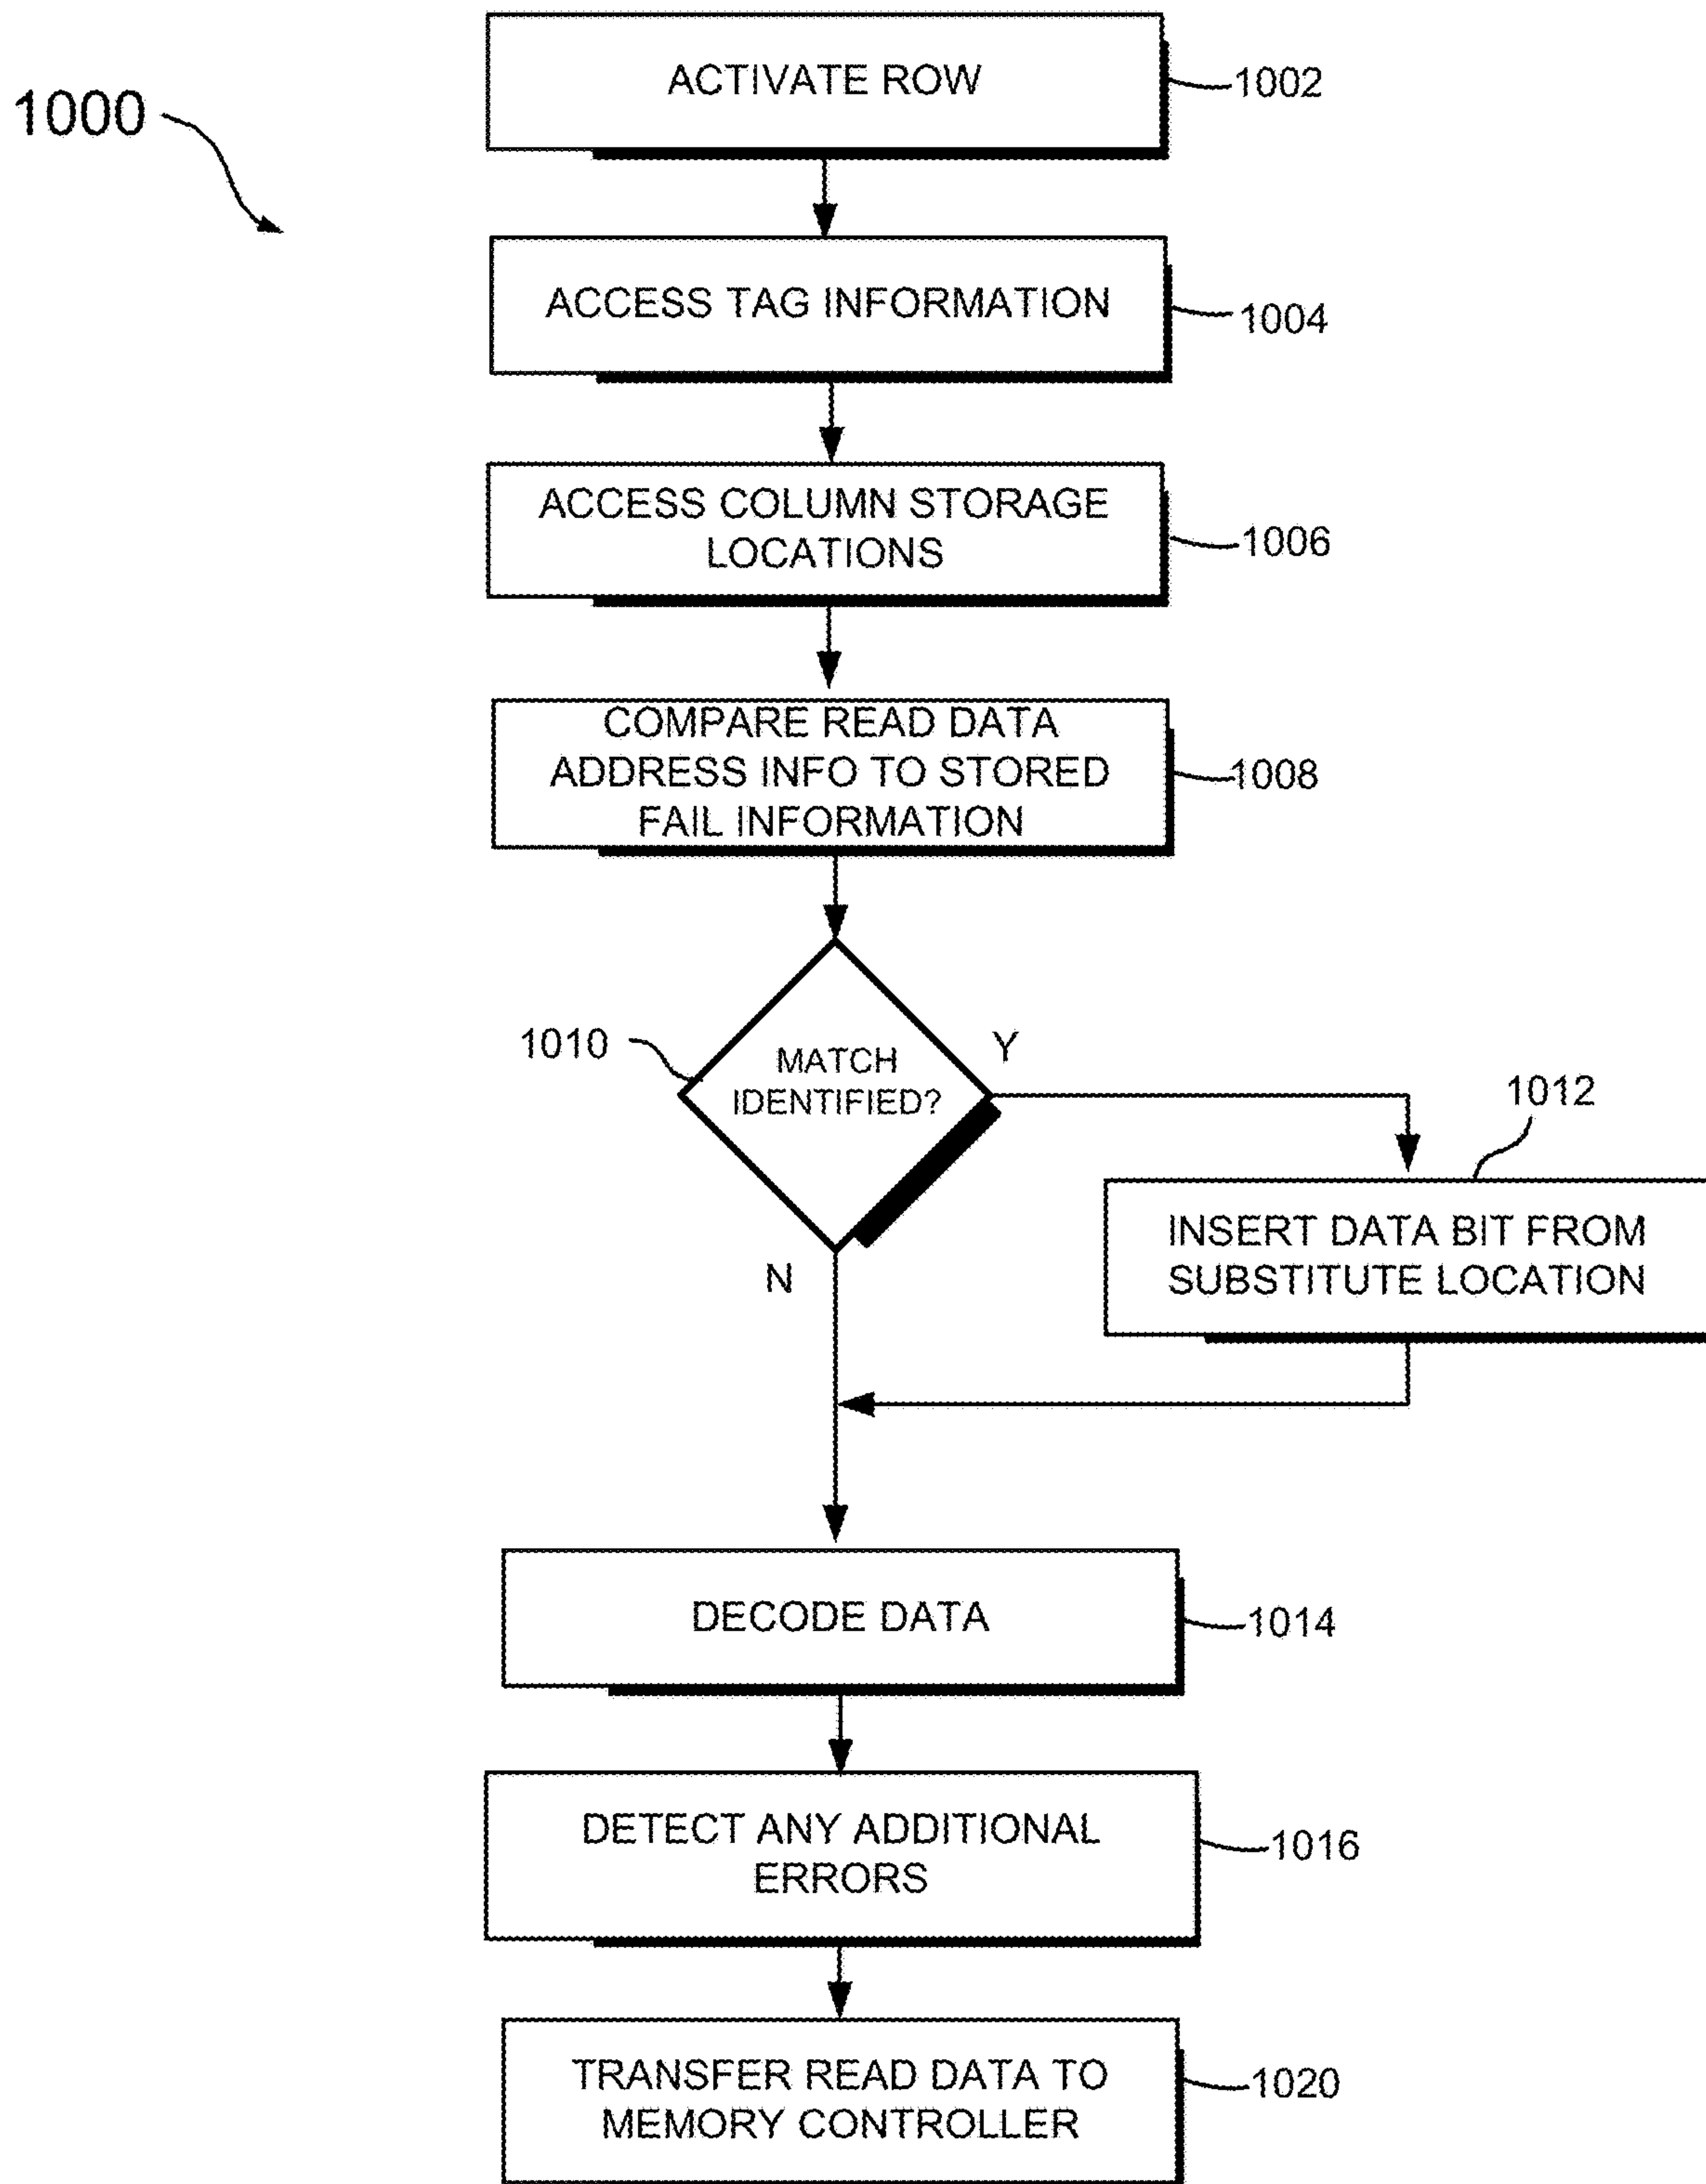 1000
ACTIVATE ROW
1002
ACCESS TAG INFORMATION
1004
ACCESS COLUMN STORAGE
LOCATIONS
1006
COMPARE READ DATA
ADDRESS INFO TO STORED
FAIL INFORMATION
1008
1010
MATCH
IDENTIFIED?
Y
N
1012
INSERT DATA BIT FROM
SUBSTITUTE LOCATION
DECODE DATA
1014
DETECT ANY ADDITIONAL
ERRORS
1016
TRANSFER READ DATA TO
MEMORY CONTROLLER
1020